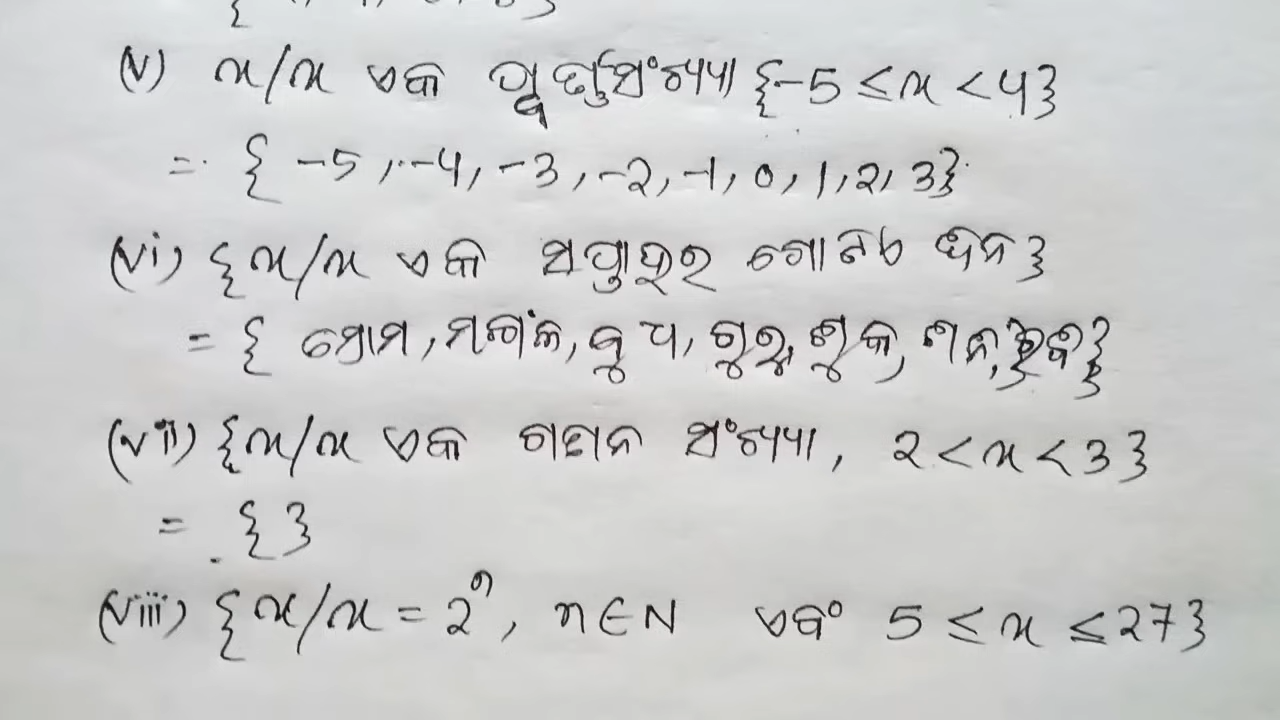 (v) x/x ଏକ ପୂର୍ଣ୍ଣସଂଖ୍ୟା {-5 ≤ x < 4}
= { -5, -4, -3, -2, -1, 0, 1, 2, 3}
(vi) {x/x ଏକ ସପ୍ତାହର ଗୋଟେ ଦିନ}
= { ସୋମ, ମଙ୍ଗଳ, ବୁଧ, ଗୁରୁ, ଶୁକ୍ର, ଶନି, ରବି}
(vii) {x/x ଏକ ଗଣନ ସଂଖ୍ୟା, 2 < x < 3}
= { }
(viii) {x/x = 2ⁿ, n ∈ N ଏବଂ 5 ≤ x ≤ 27}